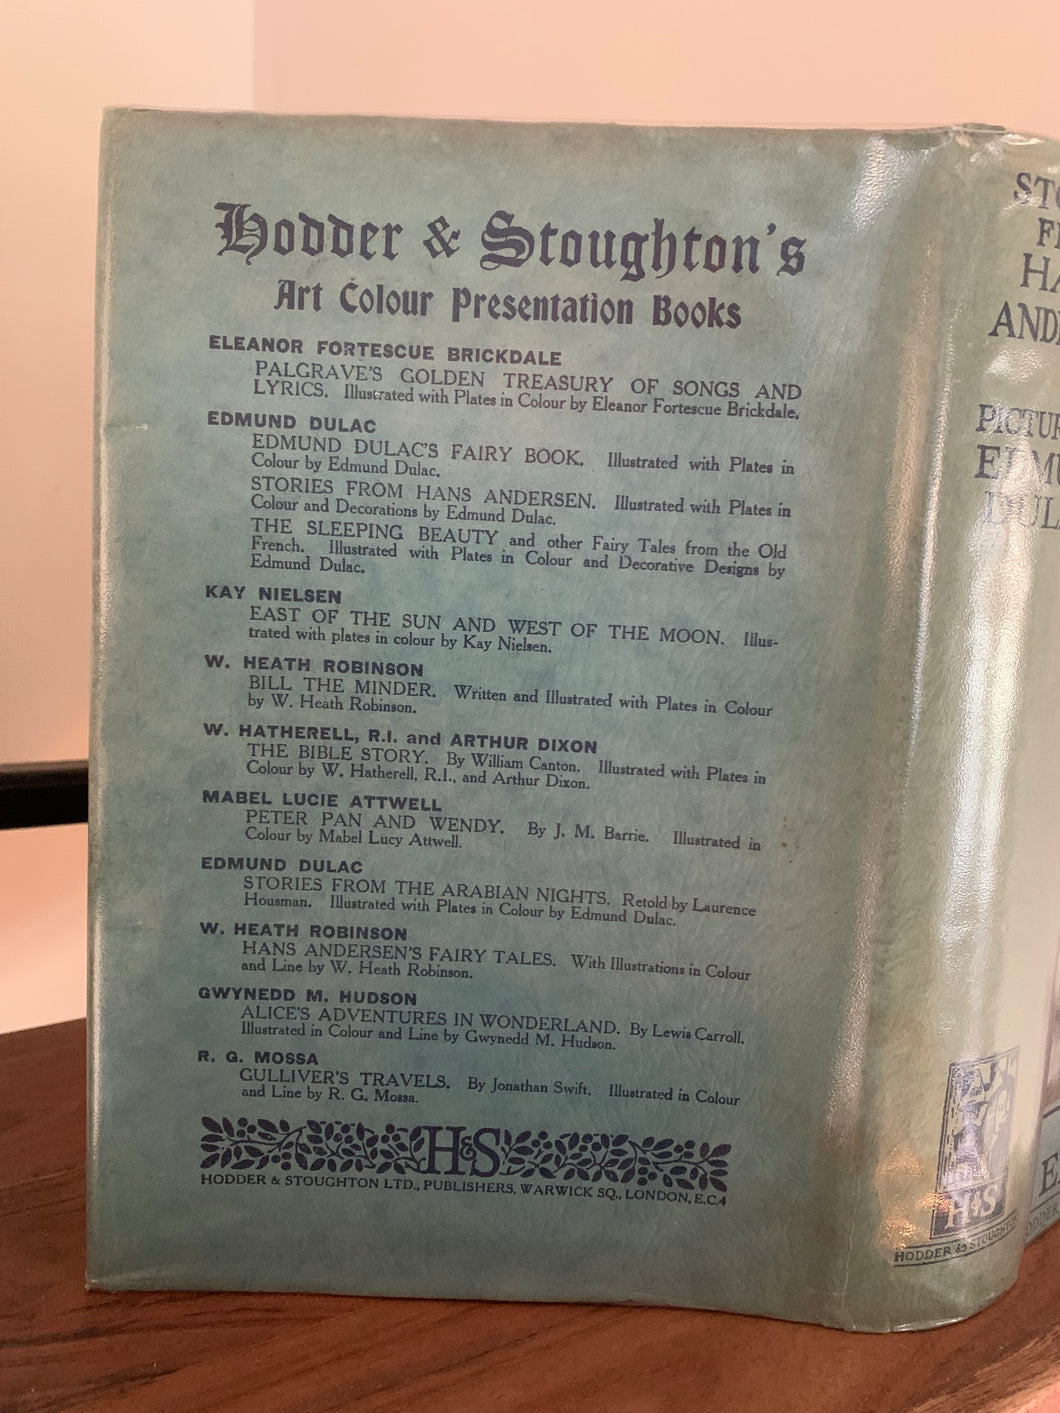 Hodder & Stoughton's
Art Colour Presentation Books
ELEANOR FORTESCUE BRICKDALE
PALGRAVE'S GOLDEN TREASURY OF SONGS AND
LYRICS. Illustrated with Plates in Colour by Eleanor Fortescue Brickdale.
EDMUND DULAC
EDMUND DULAC'S FAIRY BOOK. Illustrated with Plates in
Colour by Edmund Dulac.
STORIES FROM HANS ANDERSEN. Illustrated with Plates in
Colour and Decorations by Edmund Dulac.
THE SLEEPING BEAUTY and other Fairy Tales from the Old
French. Illustrated with Plates in Colour and Decorative Designs by
Edmund Dulac.
KAY NIELSEN
EAST OF THE SUN AND WEST OF THE MOON. Illus-
trated with plates in colour by Kay Nielsen.
W. HEATH ROBINSON
BILL THE MINDER. Written and Illustrated with Plates in Colour
by W. Heath Robinson.
W. HATHERELL, R.I. and ARTHUR DIXON
THE BIBLE STORY. By William Canton. Illustrated with Plates in
Colour by W. Hatherell, R.I., and Arthur Dixon.
MABEL LUCIE ATTWELL
PETER PAN AND WENDY. By J. M. Barrie. Illustrated in
Colour by Mabel Lucy Attwell.
EDMUND DULAC
STORIES FROM THE ARABIAN NIGHTS. Retold by Laurence
Housman. Illustrated with Plates in Colour by Edmund Dulac.
W. HEATH ROBINSON
HANS ANDERSEN'S FAIRY TALES. With Illustrations in Colour
and Line by W. Heath Robinson.
GWYNEDD M. HUDSON
ALICE'S ADVENTURES IN WONDERLAND. By Lewis Carroll.
Illustrated in Colour and Line by Gwynedd M. Hudson.
R. G. MOSSA
GULLIVER'S TRAVELS. By Jonathan Swift. Illustrated in Colour
and Line by R. G. Mossa.
H&S
HODDER & STOUGHTON LTD., PUBLISHERS, WARWICK SQ., LONDON, E.C.4
STO
F
HA
AND
PICTUR
EDMU
DUL
H&S
HODDER & STOUGHTO